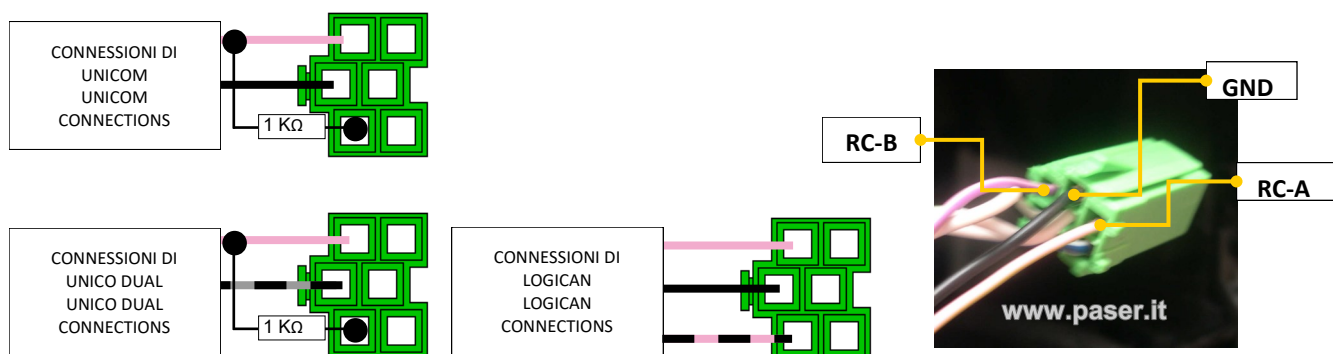 CONNESSIONI DI
UNICOM
UNICOM
CONNECTIONS
1 KΩ
GND
RC-B
RC-A
www.paser.it
CONNESSIONI DI
UNICO DUAL
UNICO DUAL
CONNECTIONS
1 KΩ
CONNESSIONI DI
LOGICAN
LOGICAN
CONNECTIONS